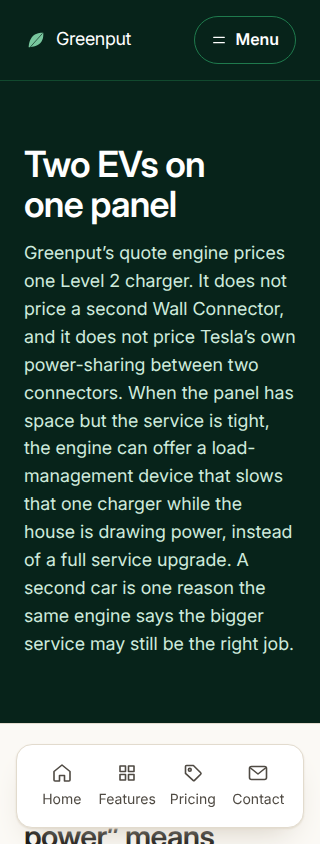 Greenput
Menu
Two EVs on
one panel
Greenput’s quote engine prices
one Level 2 charger. It does not
price a second Wall Connector,
and it does not price Tesla’s own
power-sharing between two
connectors. When the panel has
space but the service is tight,
the engine can offer a load-
management device that slows
that one charger while the
house is drawing power, instead
of a full service upgrade. A
second car is one reason the
same engine says the bigger
service may still be the right job.
Home Features Pricing Contact
power” means